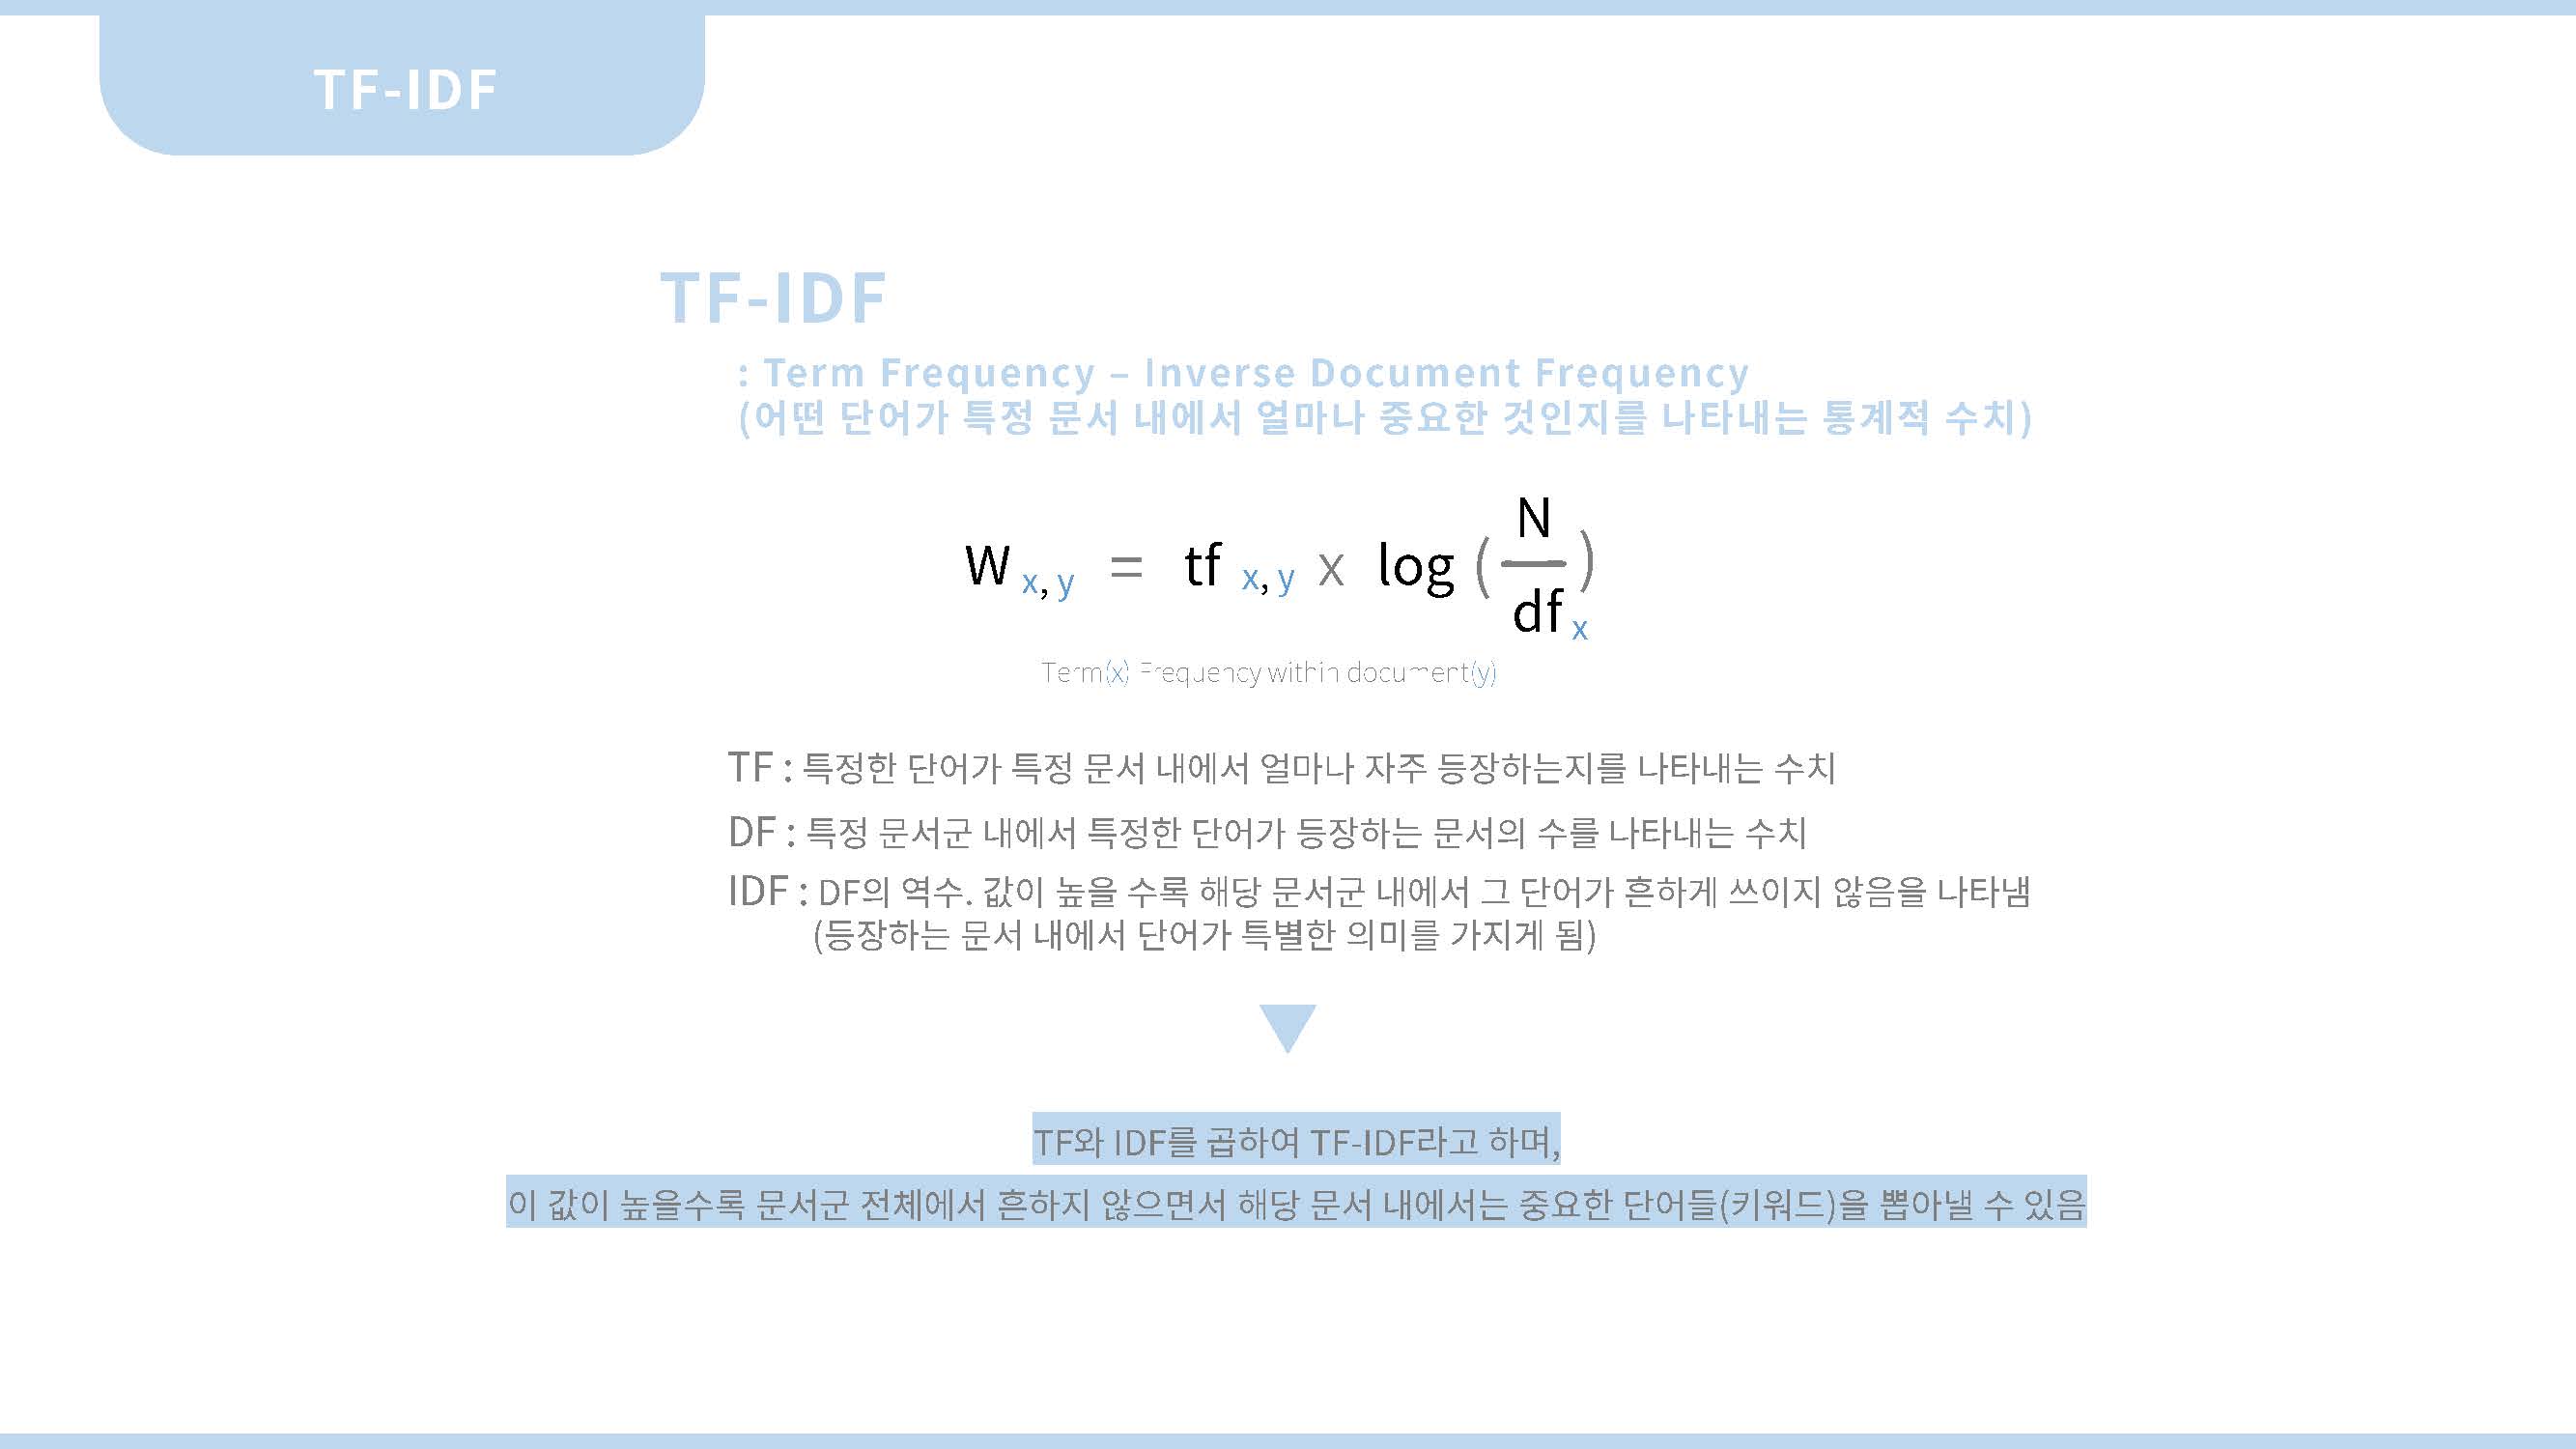 TF-IDF
TF-IDF
: Term Frequency – Inverse Document Frequency
(어떤 단어가 특정 문서 내에서 얼마나 중요한 것인지를 나타내는 통계적 수치)
W x, y = tf x, y x log ( N / df x )
Term(x) Frequency within document(y)
TF : 특정한 단어가 특정 문서 내에서 얼마나 자주 등장하는지를 나타내는 수치
DF : 특정 문서군 내에서 특정한 단어가 등장하는 문서의 수를 나타내는 수치
IDF : DF의 역수. 값이 높을 수록 해당 문서군 내에서 그 단어가 흔하게 쓰이지 않음을 나타냄
(등장하는 문서 내에서 단어가 특별한 의미를 가지게 됨)
TF와 IDF를 곱하여 TF-IDF라고 하며,
이 값이 높을수록 문서군 전체에서 흔하지 않으면서 해당 문서 내에서는 중요한 단어들(키워드)을 뽑아낼 수 있음